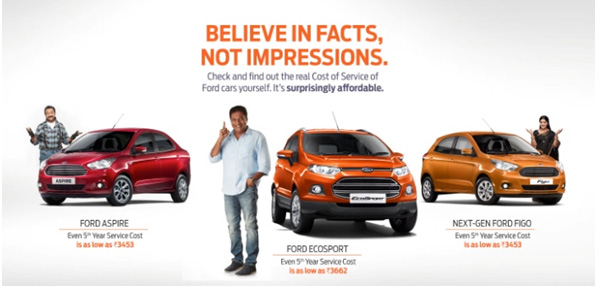 BELIEVE IN FACTS,
NOT IMPRESSIONS.
Check and find out the real Cost of Service of
Ford cars yourself. It's surprisingly affordable.
ASPIRE
EcoSport
Figo
FORD ASPIRE
Even 5th Year Service Cost
is as low as ₹3453
FORD ECOSPORT
Even 5th Year Service Cost
is as low as ₹3662
NEXT-GEN FORD FIGO
Even 5th Year Service Cost
is as low as ₹3453